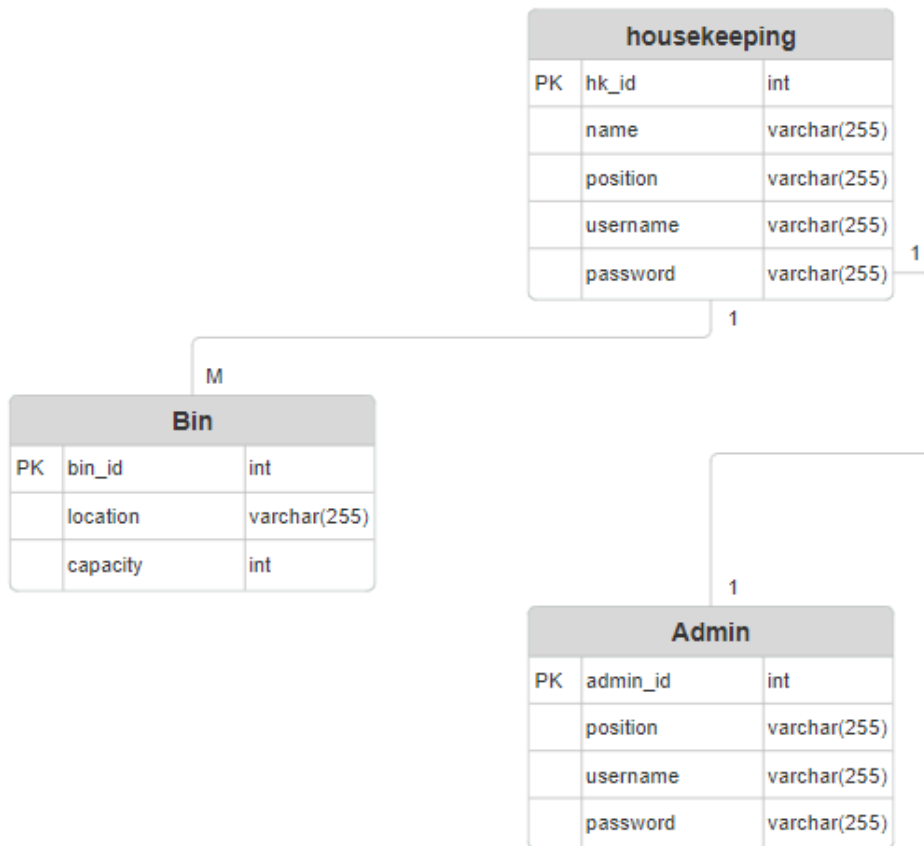 housekeeping
PK hk_id int
name varchar(255)
position varchar(255)
username varchar(255)
password varchar(255)
1
1
M
Bin
PK bin_id int
location varchar(255)
capacity int
1
Admin
PK admin_id int
position varchar(255)
username varchar(255)
password varchar(255)